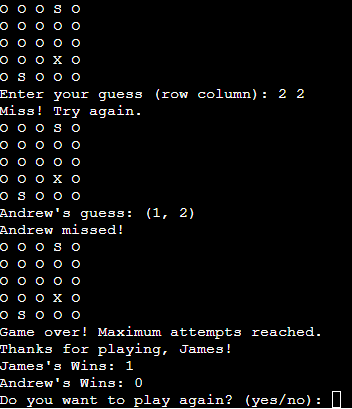 O O O S O
O O O O O
O O O O O
O O O X O
O S O O O
Enter your guess (row column): 2 2
Miss! Try again.
O O O S O
O O O O O
O O O O O
O O O X O
O S O O O
Andrew's guess: (1, 2)
Andrew missed!
O O O S O
O O O O O
O O O O O
O O O X O
O S O O O
Game over! Maximum attempts reached.
Thanks for playing, James!
James's Wins: 1
Andrew's Wins: 0
Do you want to play again? (yes/no):